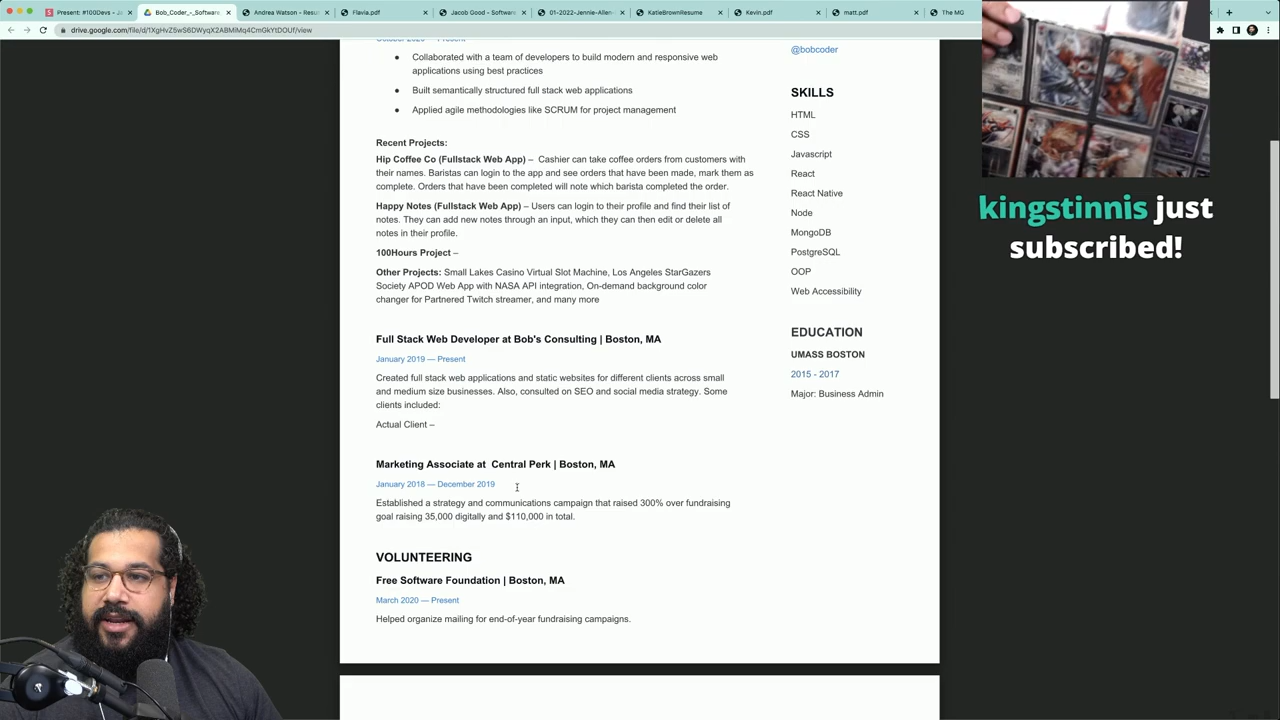 Present: #100Devs - J
Bob_Coder_-_Software
Andrea Watson - Resu
Flavia.pdf
Jacob Good - Software
01-2022-Jennie-Allen-
KatieBrownResume
Kevin.pdf
matt.pdf
The MG
drive.google.com/file/d/1XgHvZ5wS6DWyqX2ABMlMq4CmGkYtDOUf/view
Collaborated with a team of developers to build modern and responsive web
applications using best practices
● Built semantically structured full stack web applications
● Applied agile methodologies like SCRUM for project management
Recent Projects:
Hip Coffee Co (Fullstack Web App) – Cashier can take coffee orders from customers with
their names. Baristas can login to the app and see orders that have been made, mark them as
complete. Orders that have been completed will note which barista completed the order.
Happy Notes (Fullstack Web App) – Users can login to their profile and find their list of
notes. They can add new notes through an input, which they can then edit or delete all
notes in their profile.
100Hours Project –
Other Projects: Small Lakes Casino Virtual Slot Machine, Los Angeles StarGazers
Society APOD Web App with NASA API integration, On-demand background color
changer for Partnered Twitch streamer, and many more
Full Stack Web Developer at Bob's Consulting | Boston, MA
January 2019 — Present
Created full stack web applications and static websites for different clients across small
and medium size businesses. Also, consulted on SEO and social media strategy. Some
clients included:
Actual Client –
Marketing Associate at Central Perk | Boston, MA
January 2018 — December 2019
Established a strategy and communications campaign that raised 300% over fundraising
goal raising 35,000 digitally and $110,000 in total.
VOLUNTEERING
Free Software Foundation | Boston, MA
March 2020 — Present
Helped organize mailing for end-of-year fundraising campaigns.
@bobcoder
SKILLS
HTML
CSS
Javascript
React
React Native
Node
MongoDB
PostgreSQL
OOP
Web Accessibility
EDUCATION
UMASS BOSTON
2015 - 2017
Major: Business Admin
kingstinnis just
subscribed!